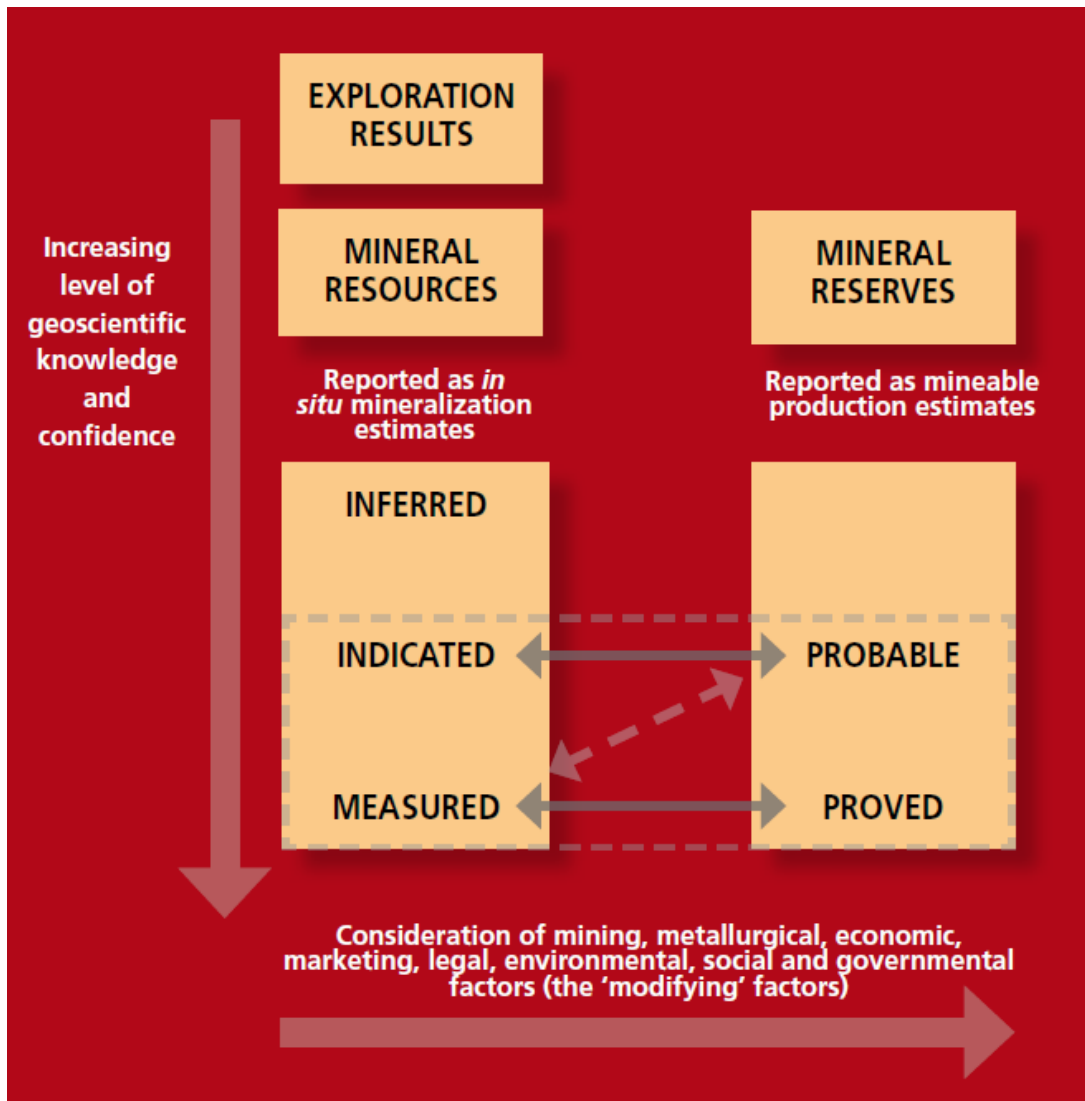 EXPLORATION
RESULTS
Increasing
level of
geoscientific
knowledge
and
confidence
MINERAL
RESOURCES
MINERAL
RESERVES
Reported as in
situ mineralization
estimates
Reported as mineable
production estimates
INFERRED
INDICATED
PROBABLE
MEASURED
PROVED
Consideration of mining, metallurgical, economic,
marketing, legal, environmental, social and governmental
factors (the ‘modifying’ factors)